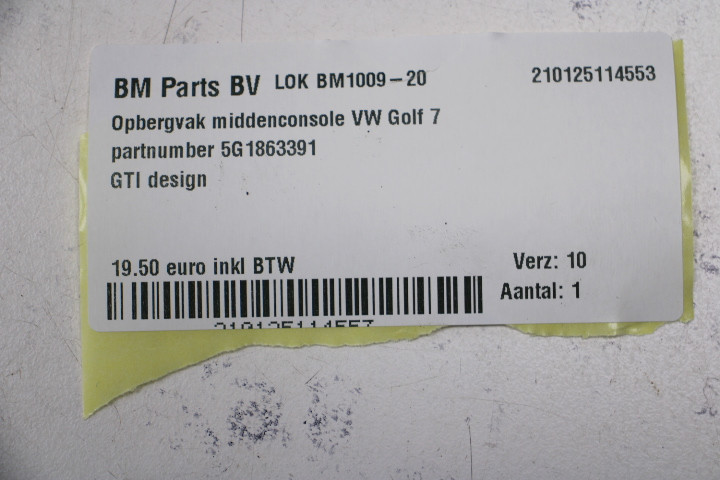 BM Parts BV LOK BM1009-20 210125114553
Opbergvak middenconsole VW Golf 7
partnumber 5G1863391
GTI design
19.50 euro inkl BTW Verz: 10
Aantal: 1